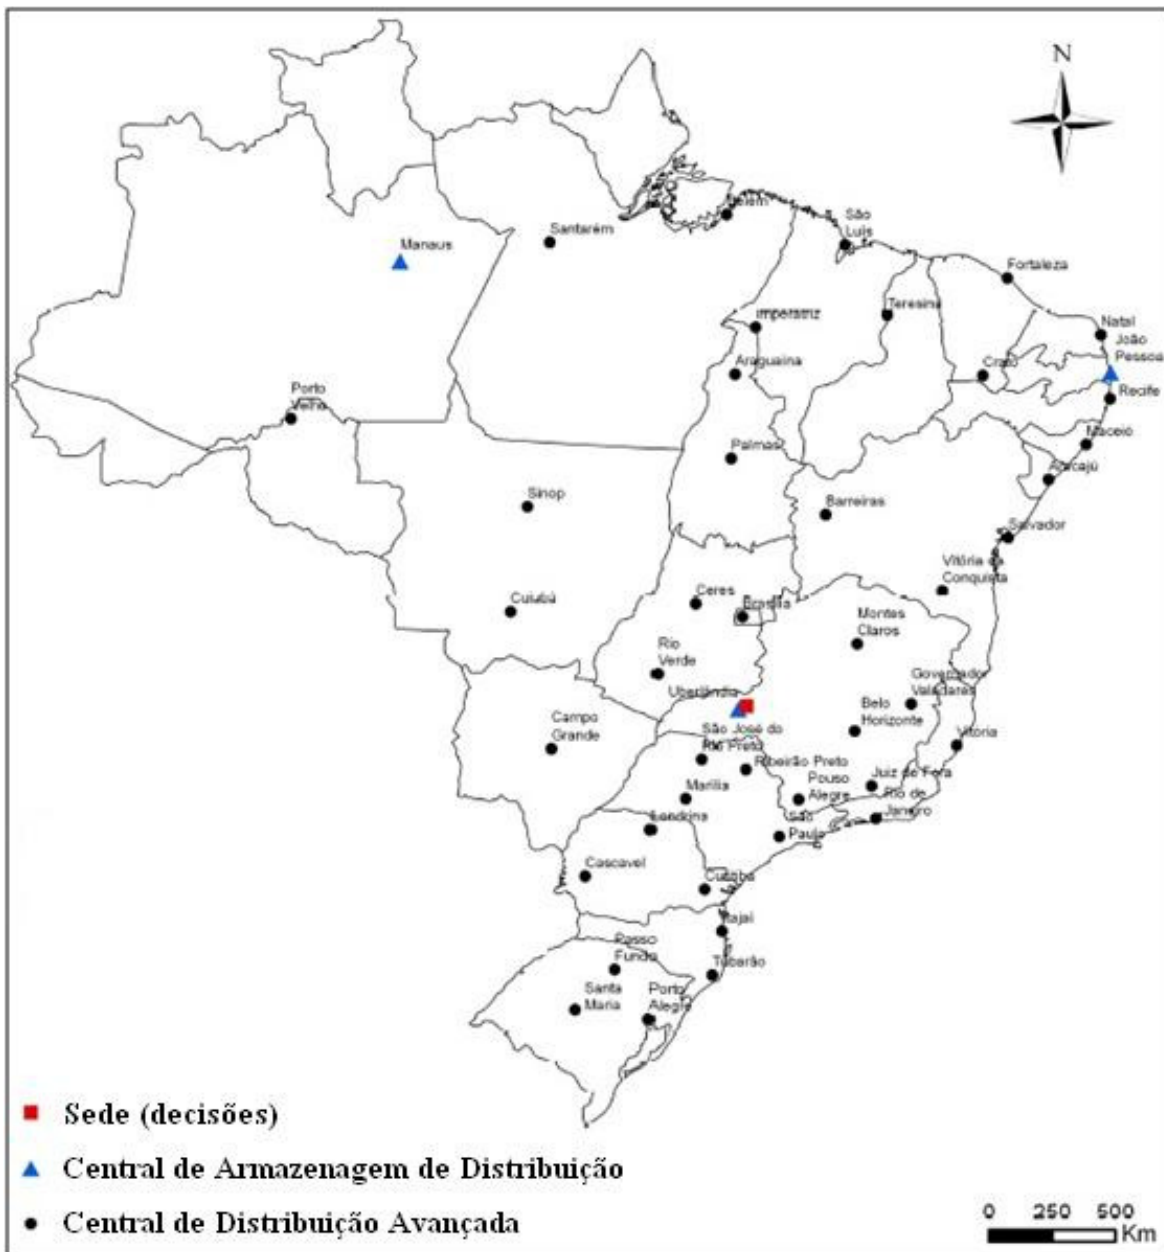 N
Belém
São
Luis
Santarém
Manaus
Fortaleza
Teresina
Imperatriz
Natal
João
Pessoa
Crato
Araguaina
Porto
Velho
Recife
Maceió
Palmas
Aracajú
Sinop
Barreiras
Salvador
Vitória da
Conquista
Ceres
Brasília
Cuiabá
Montes
Claros
Rio
Verde
Governador
Valadares
Uberlândia
Belo
Horizonte
Campo
Grande
São José do
Rio Preto
Vitória
Ribeirão Preto
Pouso
Alegre
Juiz de Fora
Marília
Rio de
Janeiro
São
Paulo
Londrina
Cascavel
Curitiba
Itajaí
Passo
Fundo
Tubarão
Santa
Maria
Porto
Alegre
Sede (decisões)
Central de Armazenagem de Distribuição
Central de Distribuição Avançada
0 250 500
Km